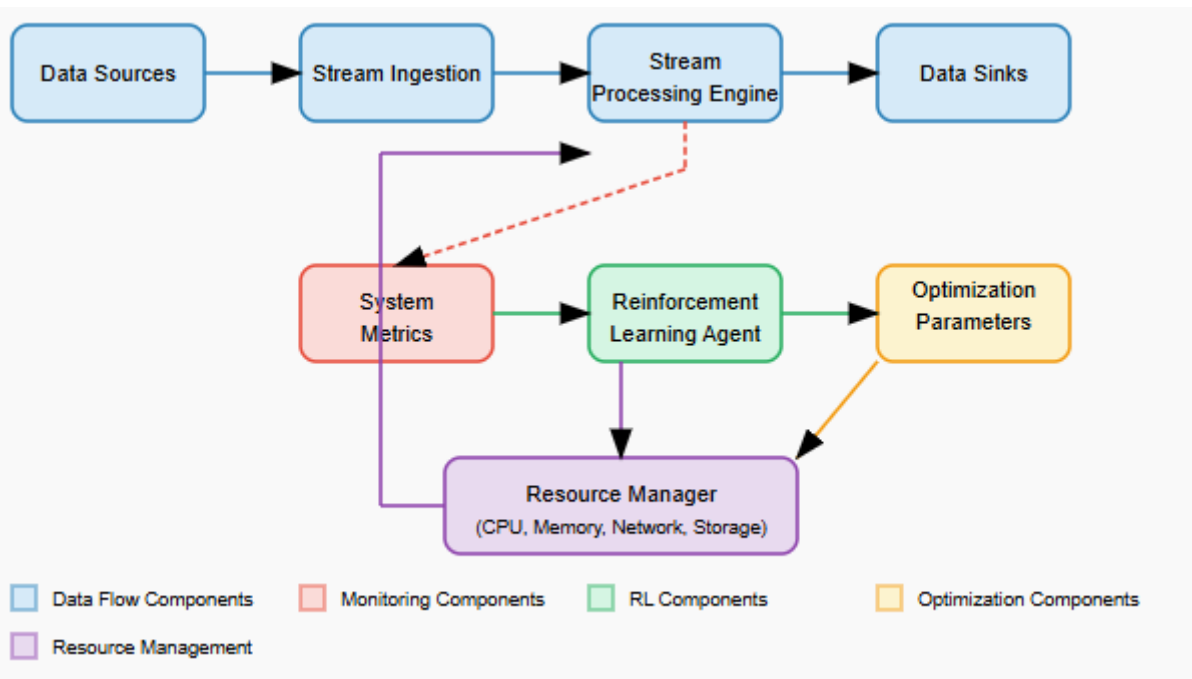 Data Sources
Stream Ingestion
Stream
Processing Engine
Data Sinks
System
Metrics
Reinforcement
Learning Agent
Optimization
Parameters
Resource Manager
(CPU, Memory, Network, Storage)
Data Flow Components
Monitoring Components
RL Components
Optimization Components
Resource Management